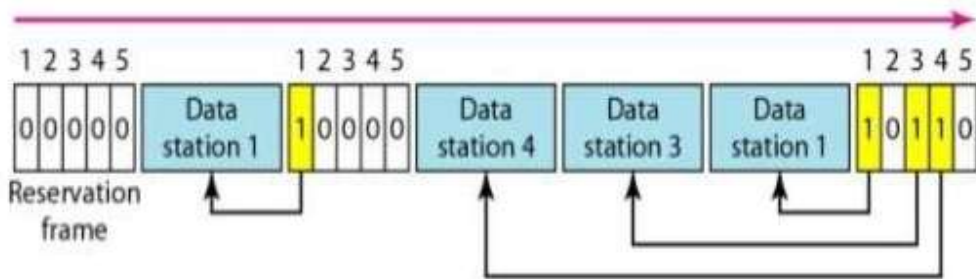 1 2 3 4 5
1 2 3 4 5
1 2 3 4 5
0 0 0 0 0
Data
station 1
1 0 0 0 0
Data
station 4
Data
station 3
Data
station 1
1 0 1 1 0
Reservation
frame